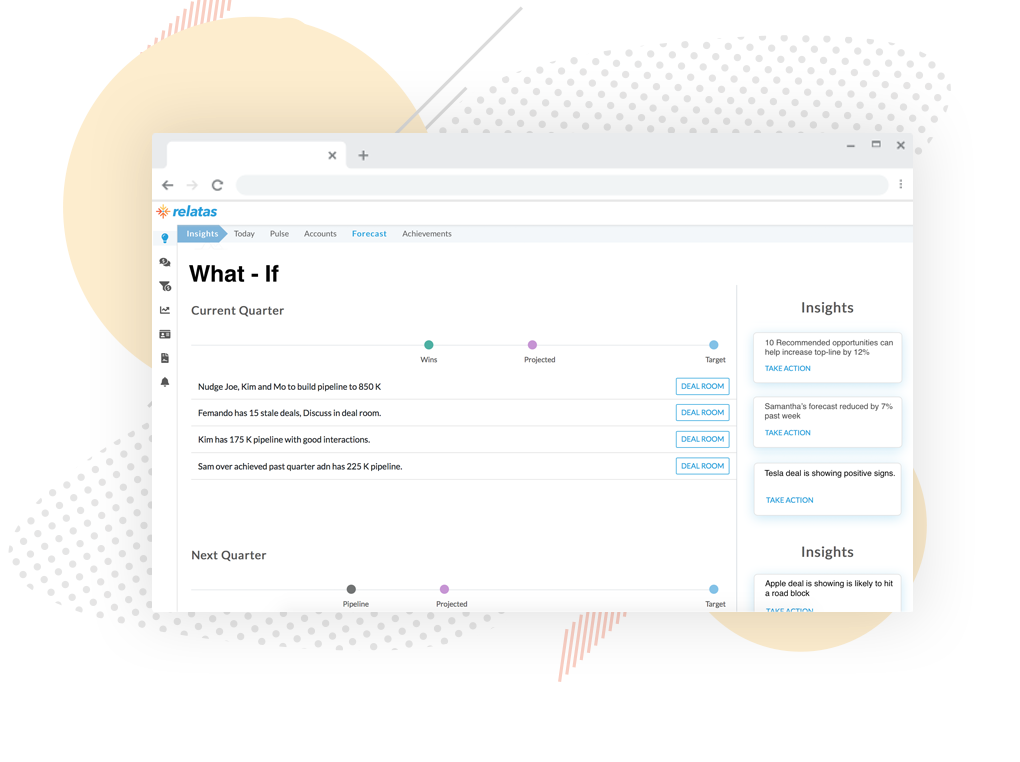 relatas
Insights Today Pulse Accounts Forecast Achievements
What - If
Current Quarter
Wins Projected Target
Nudge Joe, Kim and Mo to build pipeline to 850 K DEAL ROOM
Femando has 15 stale deals, Discuss in deal room. DEAL ROOM
Kim has 175 K pipeline with good interactions. DEAL ROOM
Sam over achieved past quarter adn has 225 K pipeline. DEAL ROOM
Next Quarter
Pipeline Projected Target
Insights
10 Recommended opportunities can
help increase top-line by 12%
TAKE ACTION
Samantha's forecast reduced by 7%
past week
TAKE ACTION
Tesla deal is showing positive signs.
TAKE ACTION
Insights
Apple deal is showing is likely to hit
a road block
TAKE ACTION